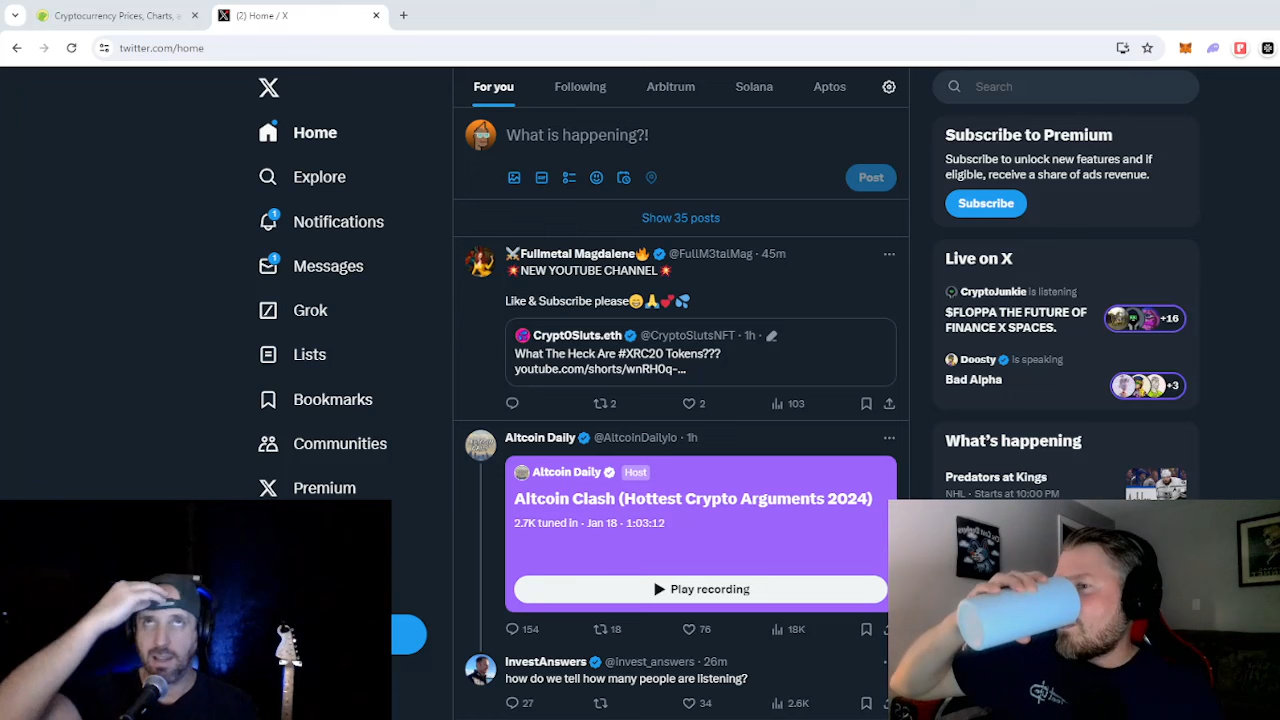 Cryptocurrency Prices, Charts,
(2) Home / X
twitter.com/home
For you
Following
Arbitrum
Solana
Aptos
Search
Home
Explore
Notifications
1
Messages
1
Grok
Lists
Bookmarks
Communities
Premium
What is happening?!
Post
Show 35 posts
⚔️Fullmetal Magdalene🔥 @FullM3talMag · 45m
💥NEW YOUTUBE CHANNEL💥
Like & Subscribe please😄🙏💕💦
CryptOSluts.eth @CryptoSlutsNFT · 1h ·
What The Heck Are #XRC20 Tokens???
youtube.com/shorts/wnRH0q-...
2
2
103
Altcoin Daily @AltcoinDailyio · 1h
Altcoin Daily Host
Altcoin Clash (Hottest Crypto Arguments 2024)
2.7K tuned in · Jan 18 · 1:03:12
Play recording
154
18
76
18K
InvestAnswers @Invest_answers · 26m
how do we tell how many people are listening?
27
34
2.6K
Subscribe to Premium
Subscribe to unlock new features and if
eligible, receive a share of ads revenue.
Subscribe
Live on X
CryptoJunkie is listening
$FLOPPA THE FUTURE OF
FINANCE X SPACES.
+16
Doosty is speaking
Bad Alpha
+3
What's happening
Predators at Kings
NHL · Starts at 10:00 PM